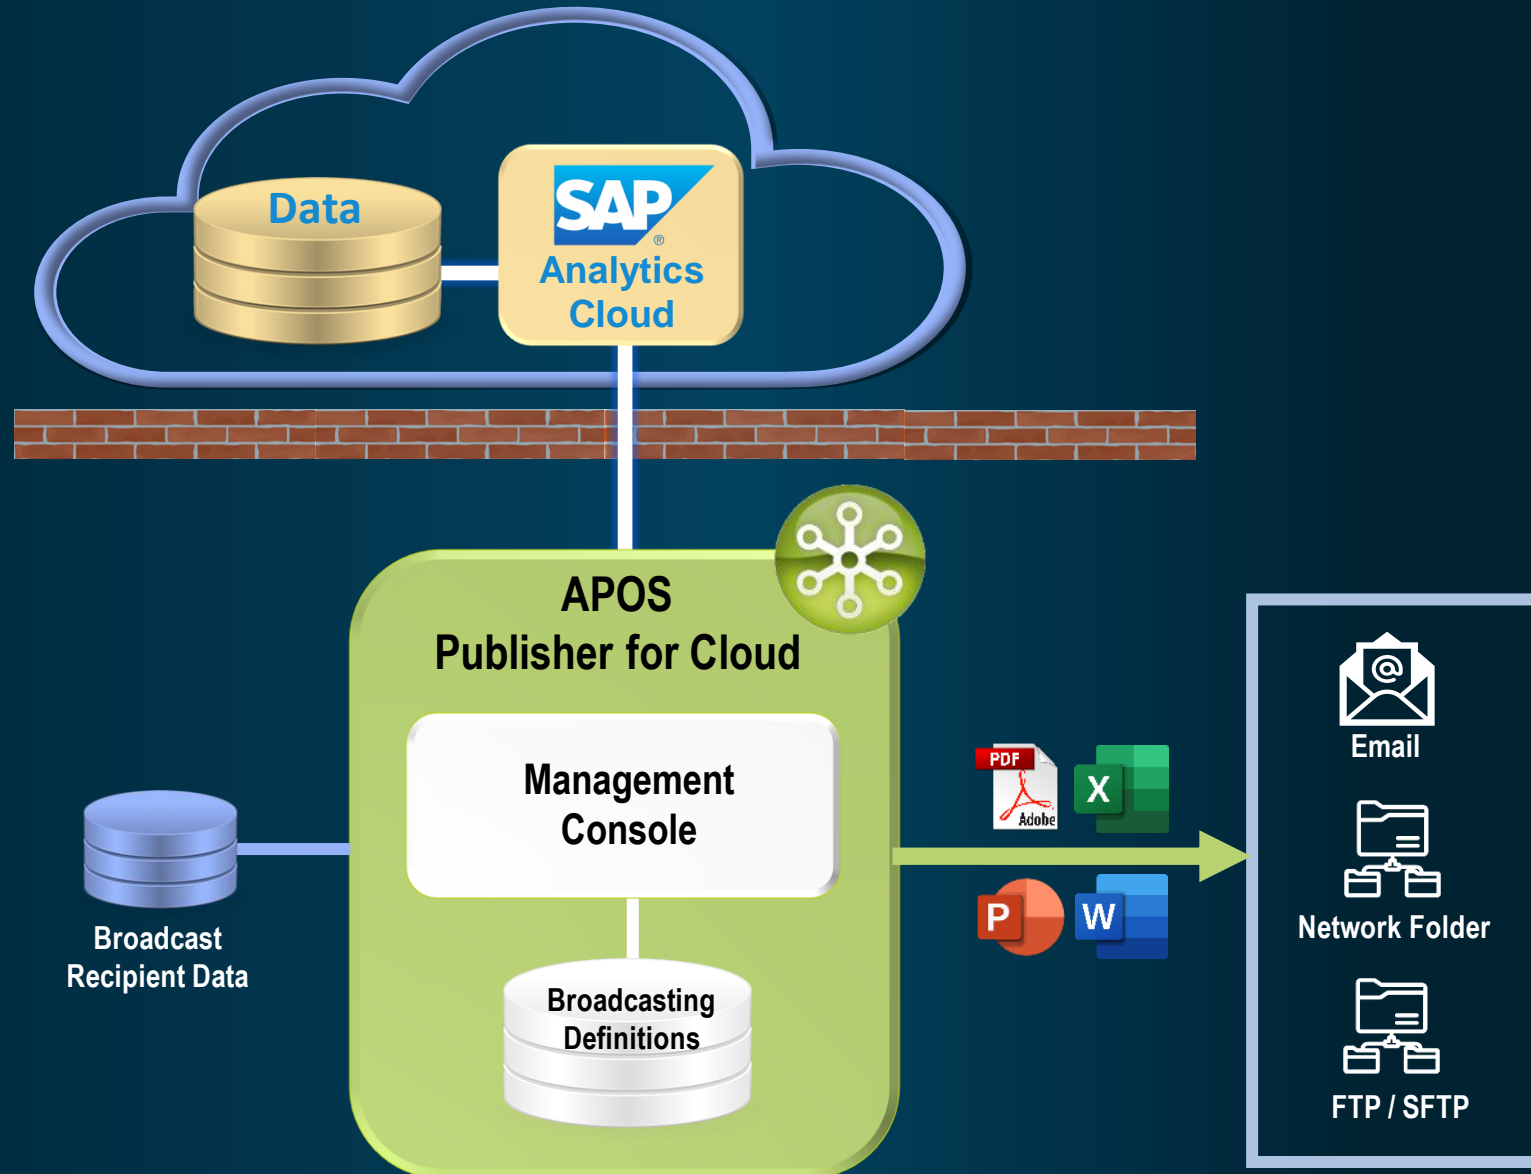 Data
SAP
®
Analytics
Cloud
APOS
Publisher for Cloud
Management
Console
Broadcasting
Definitions
Broadcast
Recipient Data
PDF
Adobe
X
P
W
@
Email
Network Folder
FTP / SFTP